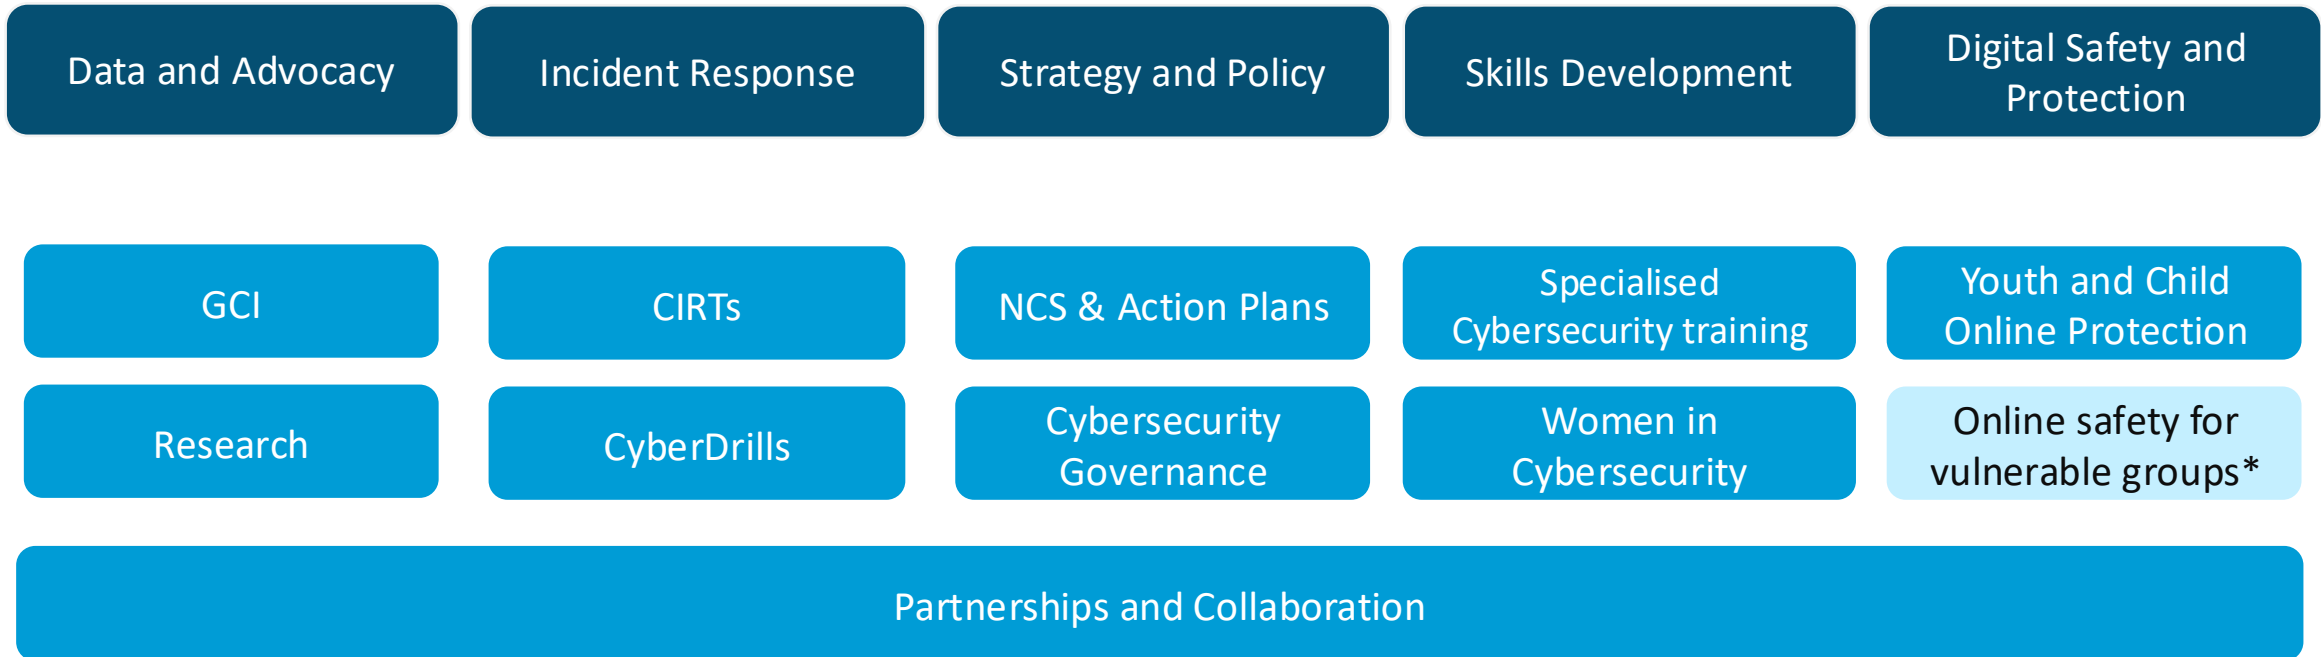 Data and Advocacy
Incident Response
Strategy and Policy
Skills Development
Digital Safety and
Protection
GCI
CIRTs
NCS & Action Plans
Specialised
Cybersecurity training
Youth and Child
Online Protection
Research
CyberDrills
Cybersecurity
Governance
Women in
Cybersecurity
Online safety for
vulnerable groups*
Partnerships and Collaboration